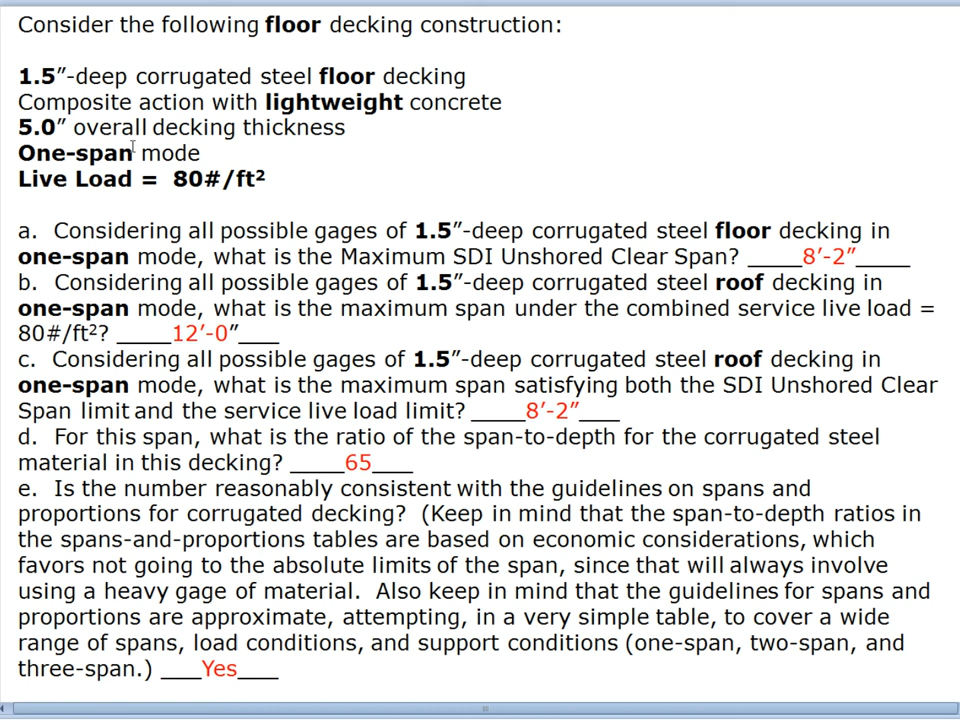 Consider the following floor decking construction:
1.5”-deep corrugated steel floor decking
Composite action with lightweight concrete
5.0” overall decking thickness
One-span mode
Live Load = 80#/ft²
a. Considering all possible gages of 1.5”-deep corrugated steel floor decking in
one-span mode, what is the Maximum SDI Unshored Clear Span? ____8’-2”____
b. Considering all possible gages of 1.5”-deep corrugated steel roof decking in
one-span mode, what is the maximum span under the combined service live load =
80#/ft²? ____12’-0”___
c. Considering all possible gages of 1.5”-deep corrugated steel roof decking in
one-span mode, what is the maximum span satisfying both the SDI Unshored Clear
Span limit and the service live load limit? ____8’-2”___
d. For this span, what is the ratio of the span-to-depth for the corrugated steel
material in this decking? ____65___
e. Is the number reasonably consistent with the guidelines on spans and
proportions for corrugated decking? (Keep in mind that the span-to-depth ratios in
the spans-and-proportions tables are based on economic considerations, which
favors not going to the absolute limits of the span, since that will always involve
using a heavy gage of material. Also keep in mind that the guidelines for spans and
proportions are approximate, attempting, in a very simple table, to cover a wide
range of spans, load conditions, and support conditions (one-span, two-span, and
three-span.) ___Yes___